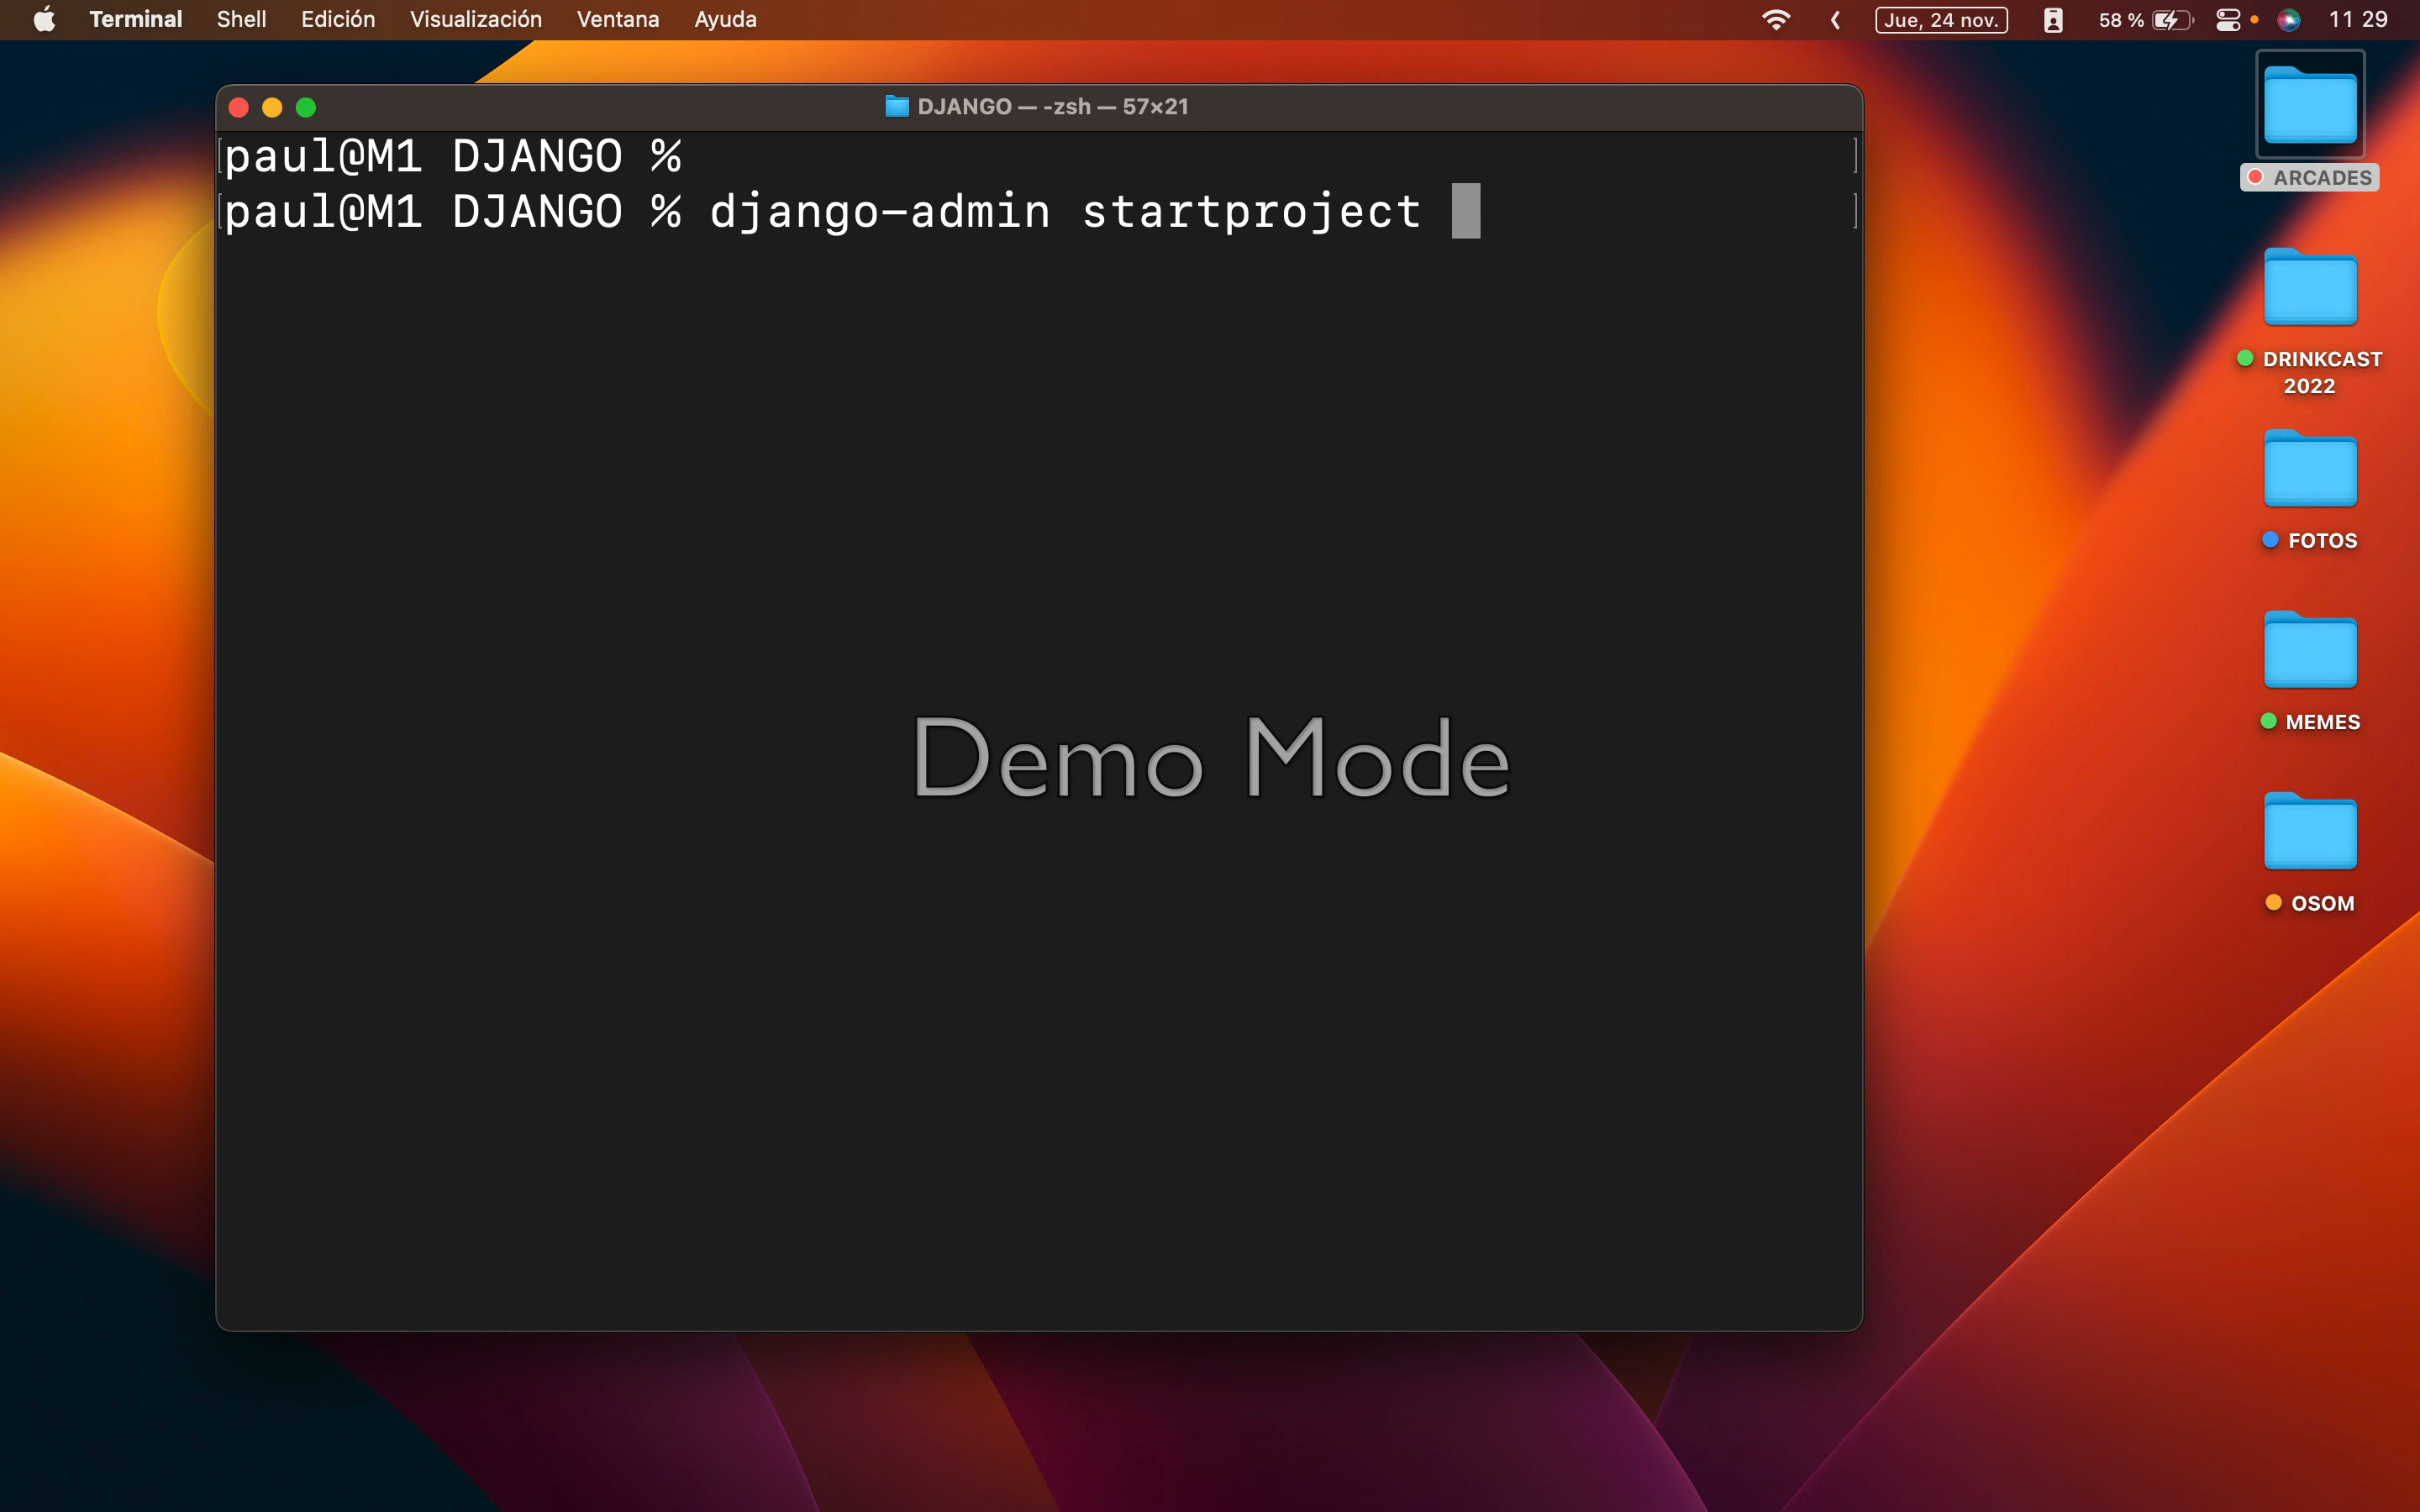 Terminal Shell Edición Visualización Ventana Ayuda
Jue, 24 nov. 58 % 11 29
DJANGO — -zsh — 57×21
paul@M1 DJANGO %
paul@M1 DJANGO % django-admin startproject
Demo Mode
ARCADES
DRINKCAST
2022
FOTOS
MEMES
OSOM